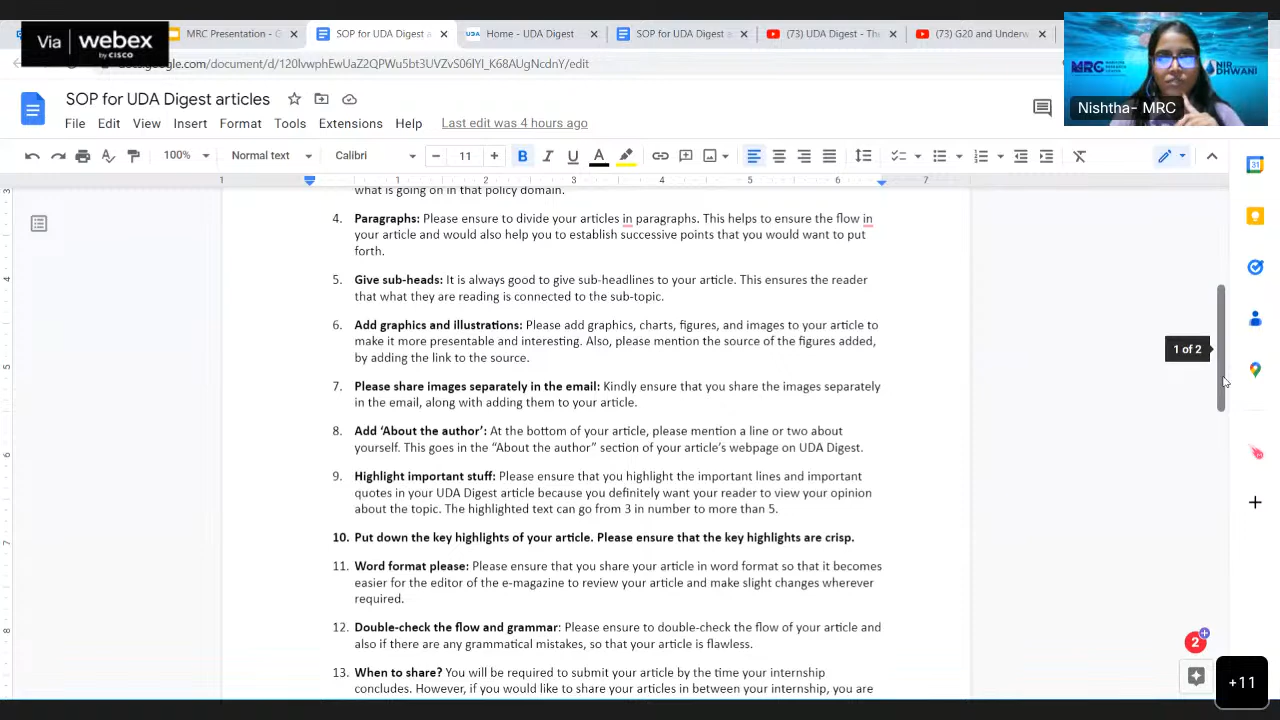 Via webex
by CISCO
MRC Presentation - G
SOP for UDA Digest a
Home - UDA Digest
SOP for UDA Digest a
(73) UDA - Th
(73) G20 and Underw
google.com/document/d/120lvwphEwUaZ2QPWu5bt3UVZvS06lYl_K68AUgNcdnY/edit
SOP for UDA Digest articles
File Edit View Insert Format Tools Extensions Help Last edit was 4 hours ago
100% Normal text Calibri 11
Nishtha- MRC
what is going on in that policy domain.
4. Paragraphs: Please ensure to divide your articles in paragraphs. This helps to ensure the flow in
your article and would also help you to establish successive points that you would want to put
forth.
5. Give sub-heads: It is always good to give sub-headlines to your article. This ensures the reader
that what they are reading is connected to the sub-topic.
6. Add graphics and illustrations: Please add graphics, charts, figures, and images to your article to
make it more presentable and interesting. Also, please mention the source of the figures added,
by adding the link to the source.
7. Please share images separately in the email: Kindly ensure that you share the images separately
in the email, along with adding them to your article.
8. Add ‘About the author’: At the bottom of your article, please mention a line or two about
yourself. This goes in the “About the author” section of your article’s webpage on UDA Digest.
9. Highlight important stuff: Please ensure that you highlight the important lines and important
quotes in your UDA Digest article because you definitely want your reader to view your opinion
about the topic. The highlighted text can go from 3 in number to more than 5.
10. Put down the key highlights of your article. Please ensure that the key highlights are crisp.
11. Word format please: Please ensure that you share your article in word format so that it becomes
easier for the editor of the e-magazine to review your article and make slight changes wherever
required.
12. Double-check the flow and grammar: Please ensure to double-check the flow of your article and
also if there are any grammatical mistakes, so that your article is flawless.
13. When to share? You will be required to submit your article by the time your internship
concludes. However, if you would like to share your articles in between your internship, you are
1 of 2
2
+11